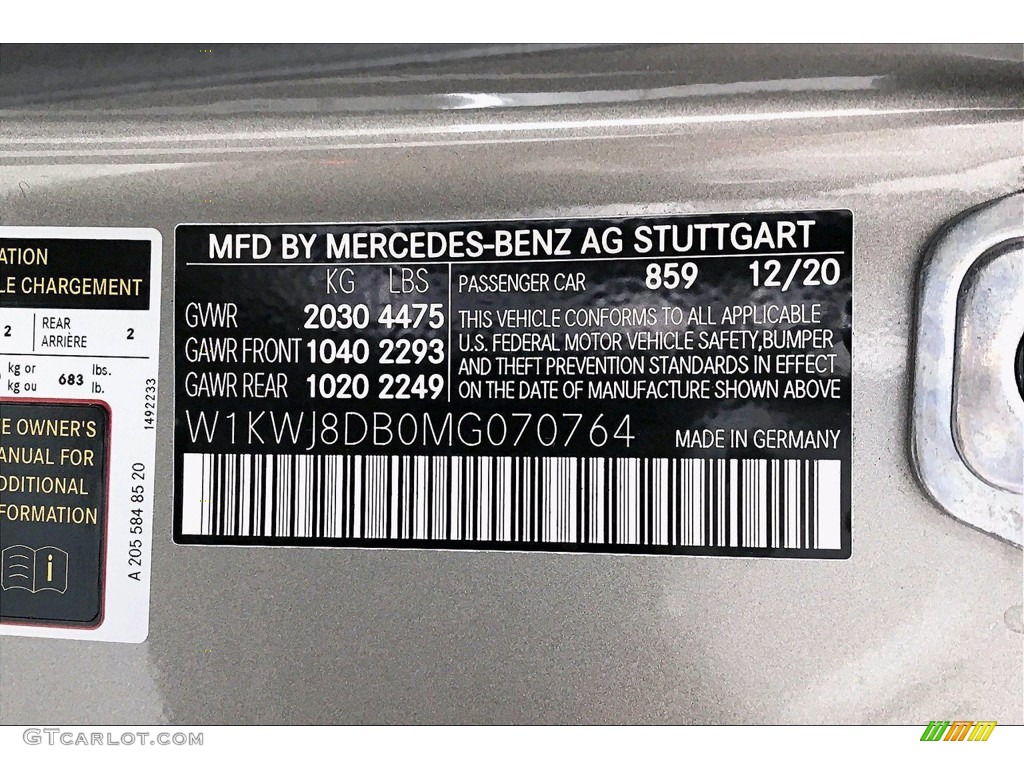 ATION
LE CHARGEMENT
2 REAR ARRIÈRE 2
kg or
kg ou 683 lbs.
lb.
E OWNER'S
ANUAL FOR
DDITIONAL
FORMATION
i
1492233
A 205 584 85 20
MFD BY MERCEDES-BENZ AG STUTTGART
KG LBS
GVWR 2030 4475
GAWR FRONT 1040 2293
GAWR REAR 1020 2249
PASSENGER CAR 859 12/20
THIS VEHICLE CONFORMS TO ALL APPLICABLE
U.S. FEDERAL MOTOR VEHICLE SAFETY,BUMPER
AND THEFT PREVENTION STANDARDS IN EFFECT
ON THE DATE OF MANUFACTURE SHOWN ABOVE
W1KWJ8DB0MG070764 MADE IN GERMANY
GTcarlot.com